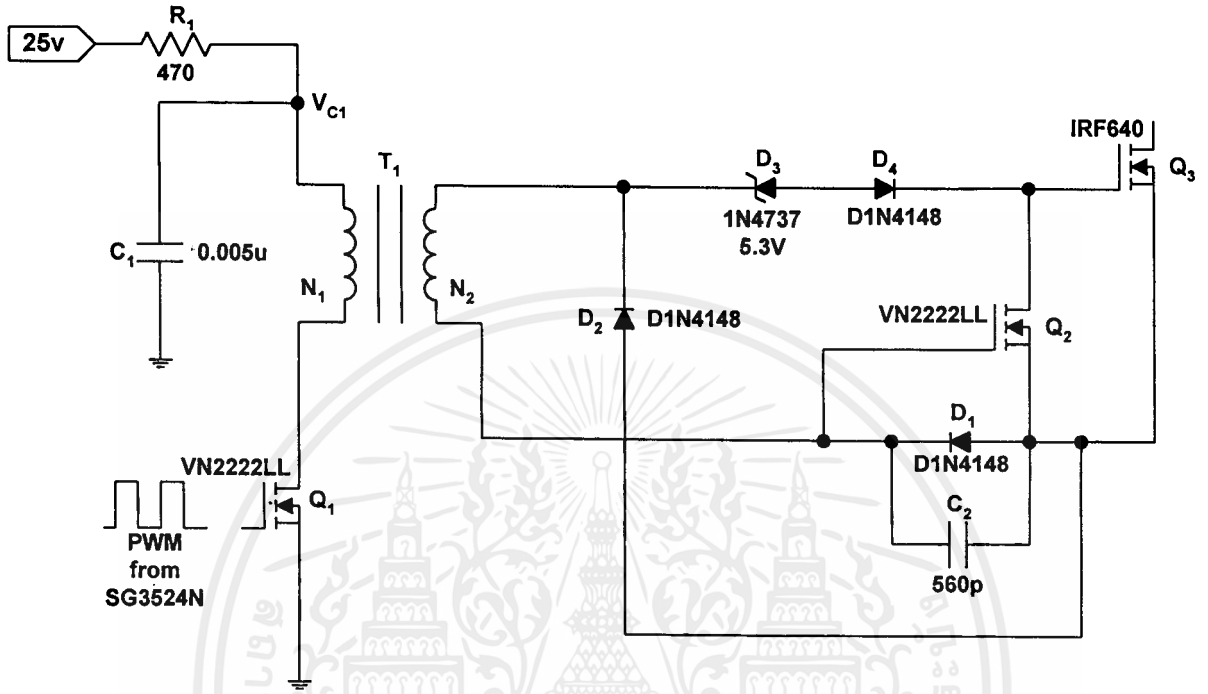 R1
25v
470
VC1
T1
C1
0.005u
N1
N2
D3
D4
1N4737
5.3V
D1N4148
IRF640
Q3
D2
D1N4148
VN2222LL
Q2
D1
D1N4148
C2
560p
VN2222LL
Q1
PWM
from
SG3524N